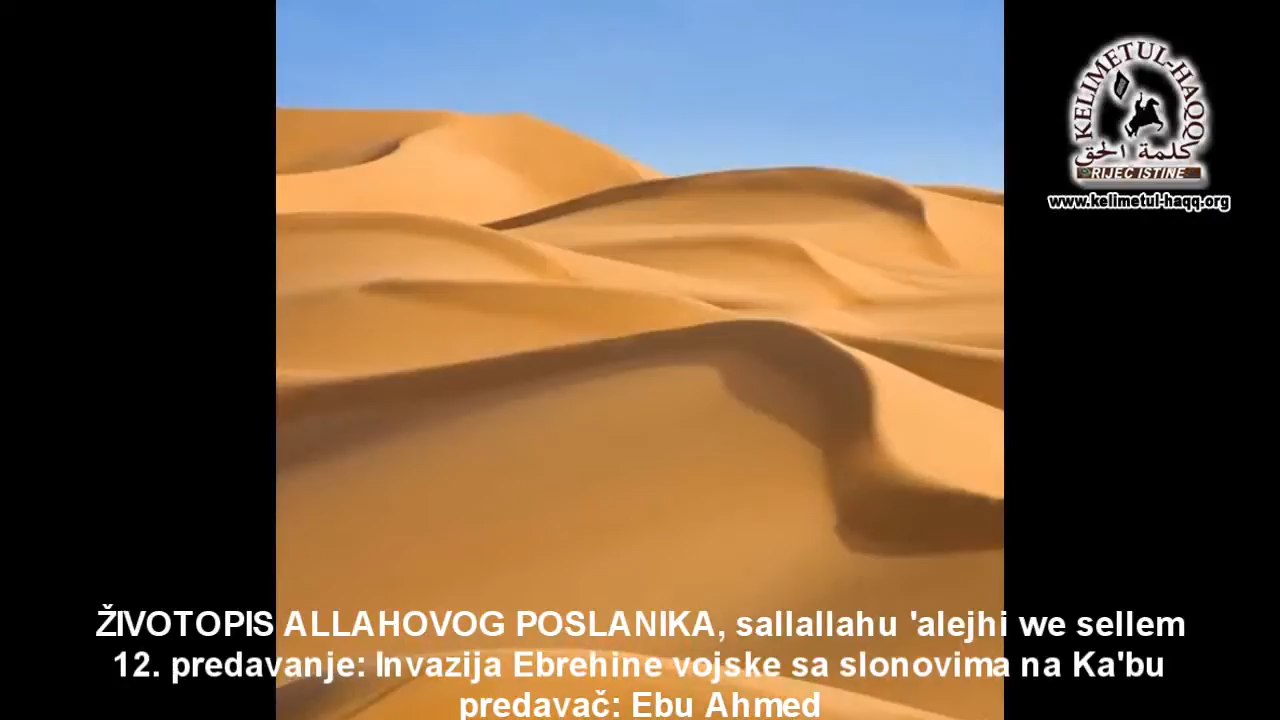 KELIMETUL-HAQQ
كلمة الحق
RIJEC ISTINE
www.kelimetul-haqq.org
ŽIVOTOPIS ALLAHOVOG POSLANIKA, sallallahu 'alejhi we sellem
12. predavanje: Invazija Ebrehine vojske sa slonovima na Ka'bu
predavač: Ebu Ahmed